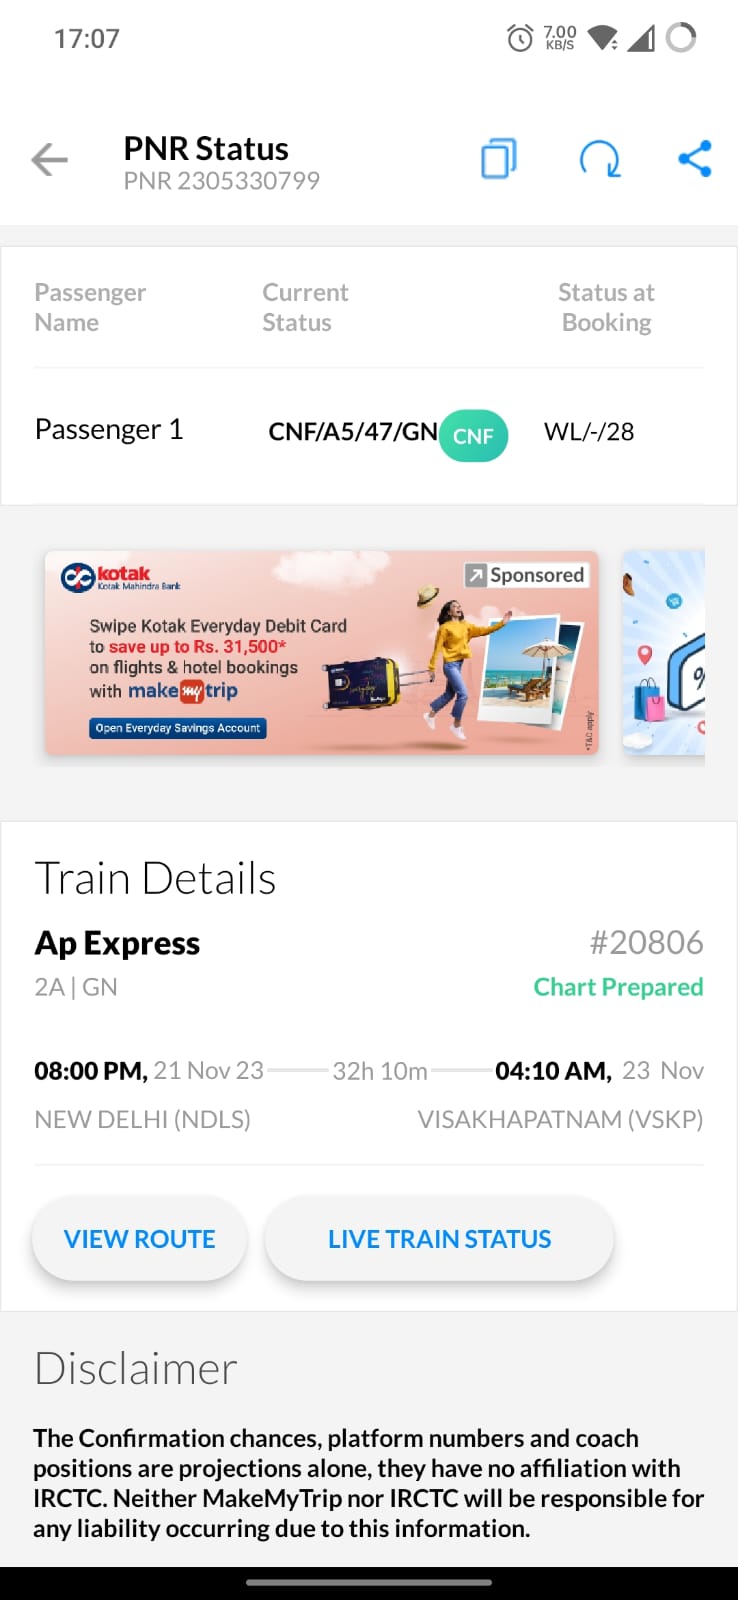 17:07
7.00
KB/S
PNR Status
PNR 2305330799
Passenger Name
Current Status
Status at Booking
Passenger 1
CNF/A5/47/GN
CNF
WL/-/28
kotak
Kotak Mahindra Bank
Sponsored
Swipe Kotak Everyday Debit Card
to save up to Rs. 31,500*
on flights & hotel bookings
with make my trip
Open Everyday Savings Account
*T&C apply
%
Train Details
Ap Express
#20806
2A | GN
Chart Prepared
08:00 PM, 21 Nov 23
32h 10m
04:10 AM, 23 Nov
NEW DELHI (NDLS)
VISAKHAPATNAM (VSKP)
VIEW ROUTE
LIVE TRAIN STATUS
Disclaimer
The Confirmation chances, platform numbers and coach
positions are projections alone, they have no affiliation with
IRCTC. Neither MakeMyTrip nor IRCTC will be responsible for
any liability occurring due to this information.